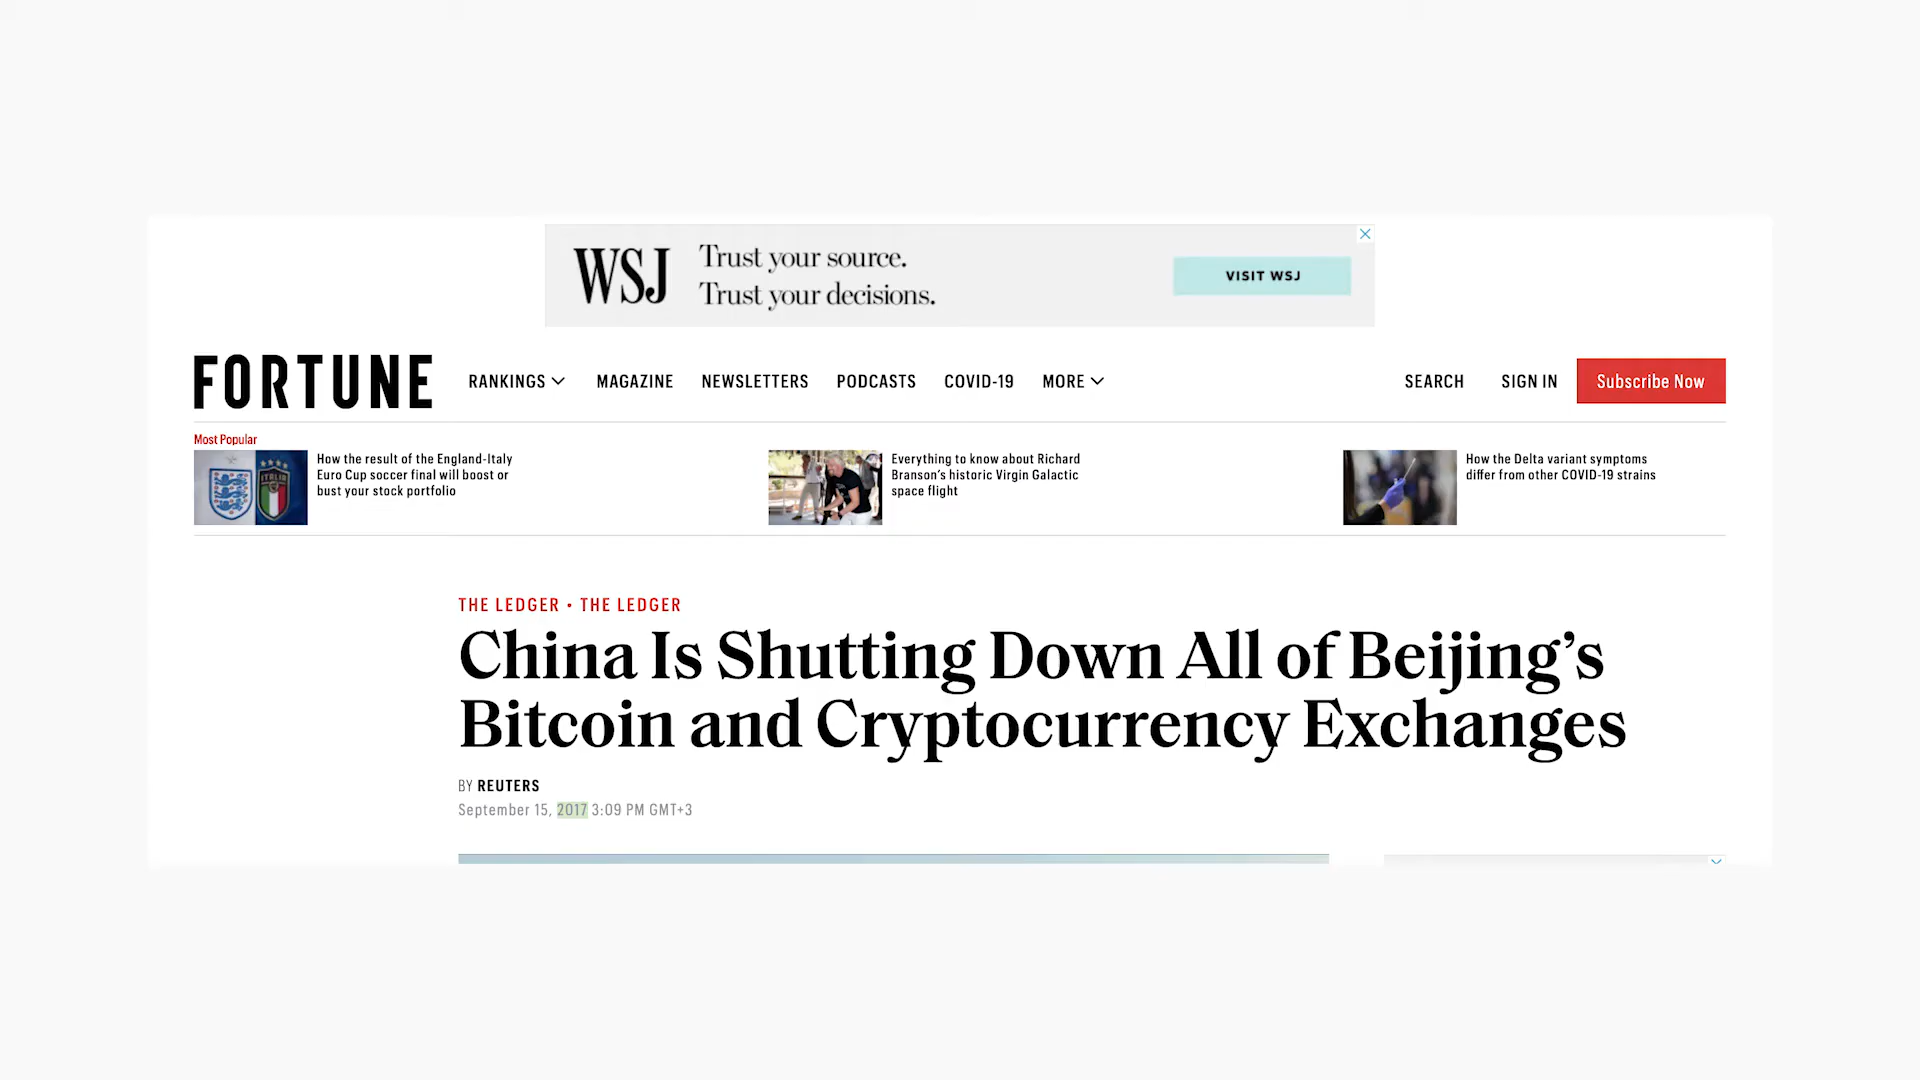 WSJ
Trust your source.
Trust your decisions.
VISIT WSJ
FORTUNE
RANKINGS
MAGAZINE
NEWSLETTERS
PODCASTS
COVID-19
MORE
SEARCH
SIGN IN
Subscribe Now
Most Popular
How the result of the England-Italy
Euro Cup soccer final will boost or
bust your stock portfolio
Everything to know about Richard
Branson's historic Virgin Galactic
space flight
How the Delta variant symptoms
differ from other COVID-19 strains
THE LEDGER • THE LEDGER
China Is Shutting Down All of Beijing’s
Bitcoin and Cryptocurrency Exchanges
BY REUTERS
September 15, 2017 3:09 PM GMT+3